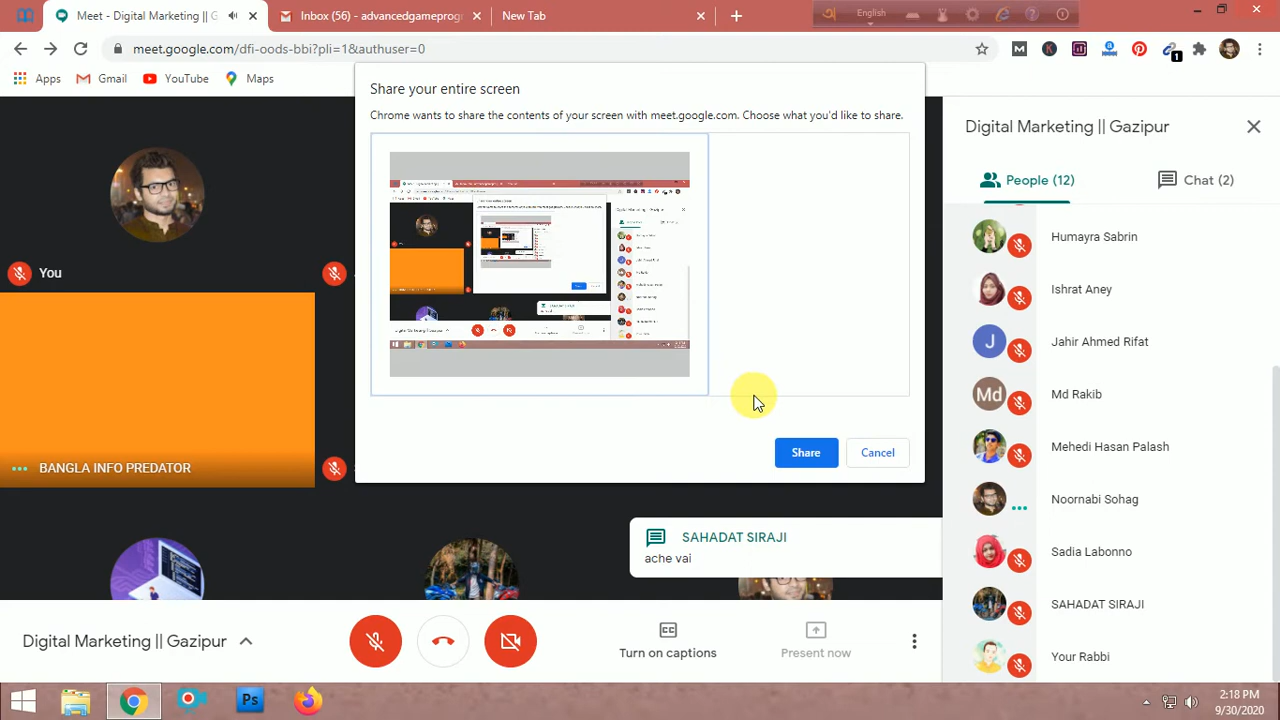 Meet - Digital Marketing || G
Inbox (56) - advancedgameprog
New Tab
English
meet.google.com/dfi-oods-bbi?pli=1&authuser=0
1
Apps
Gmail
YouTube
Maps
Share your entire screen
Chrome wants to share the contents of your screen with meet.google.com. Choose what you'd like to share.
Share
Cancel
You
BANGLA INFO PREDATOR
SAHADAT SIRAJI
ache vai
Digital Marketing || Gazipur
People (12)
Chat (2)
Humayra Sabrin
Ishrat Aney
J
Jahir Ahmed Rifat
Md
Md Rakib
Mehedi Hasan Palash
Noornabi Sohag
Sadia Labonno
SAHADAT SIRAJI
Your Rabbi
Digital Marketing || Gazipur
CC
Turn on captions
Present now
Ps
2:18 PM
9/30/2020